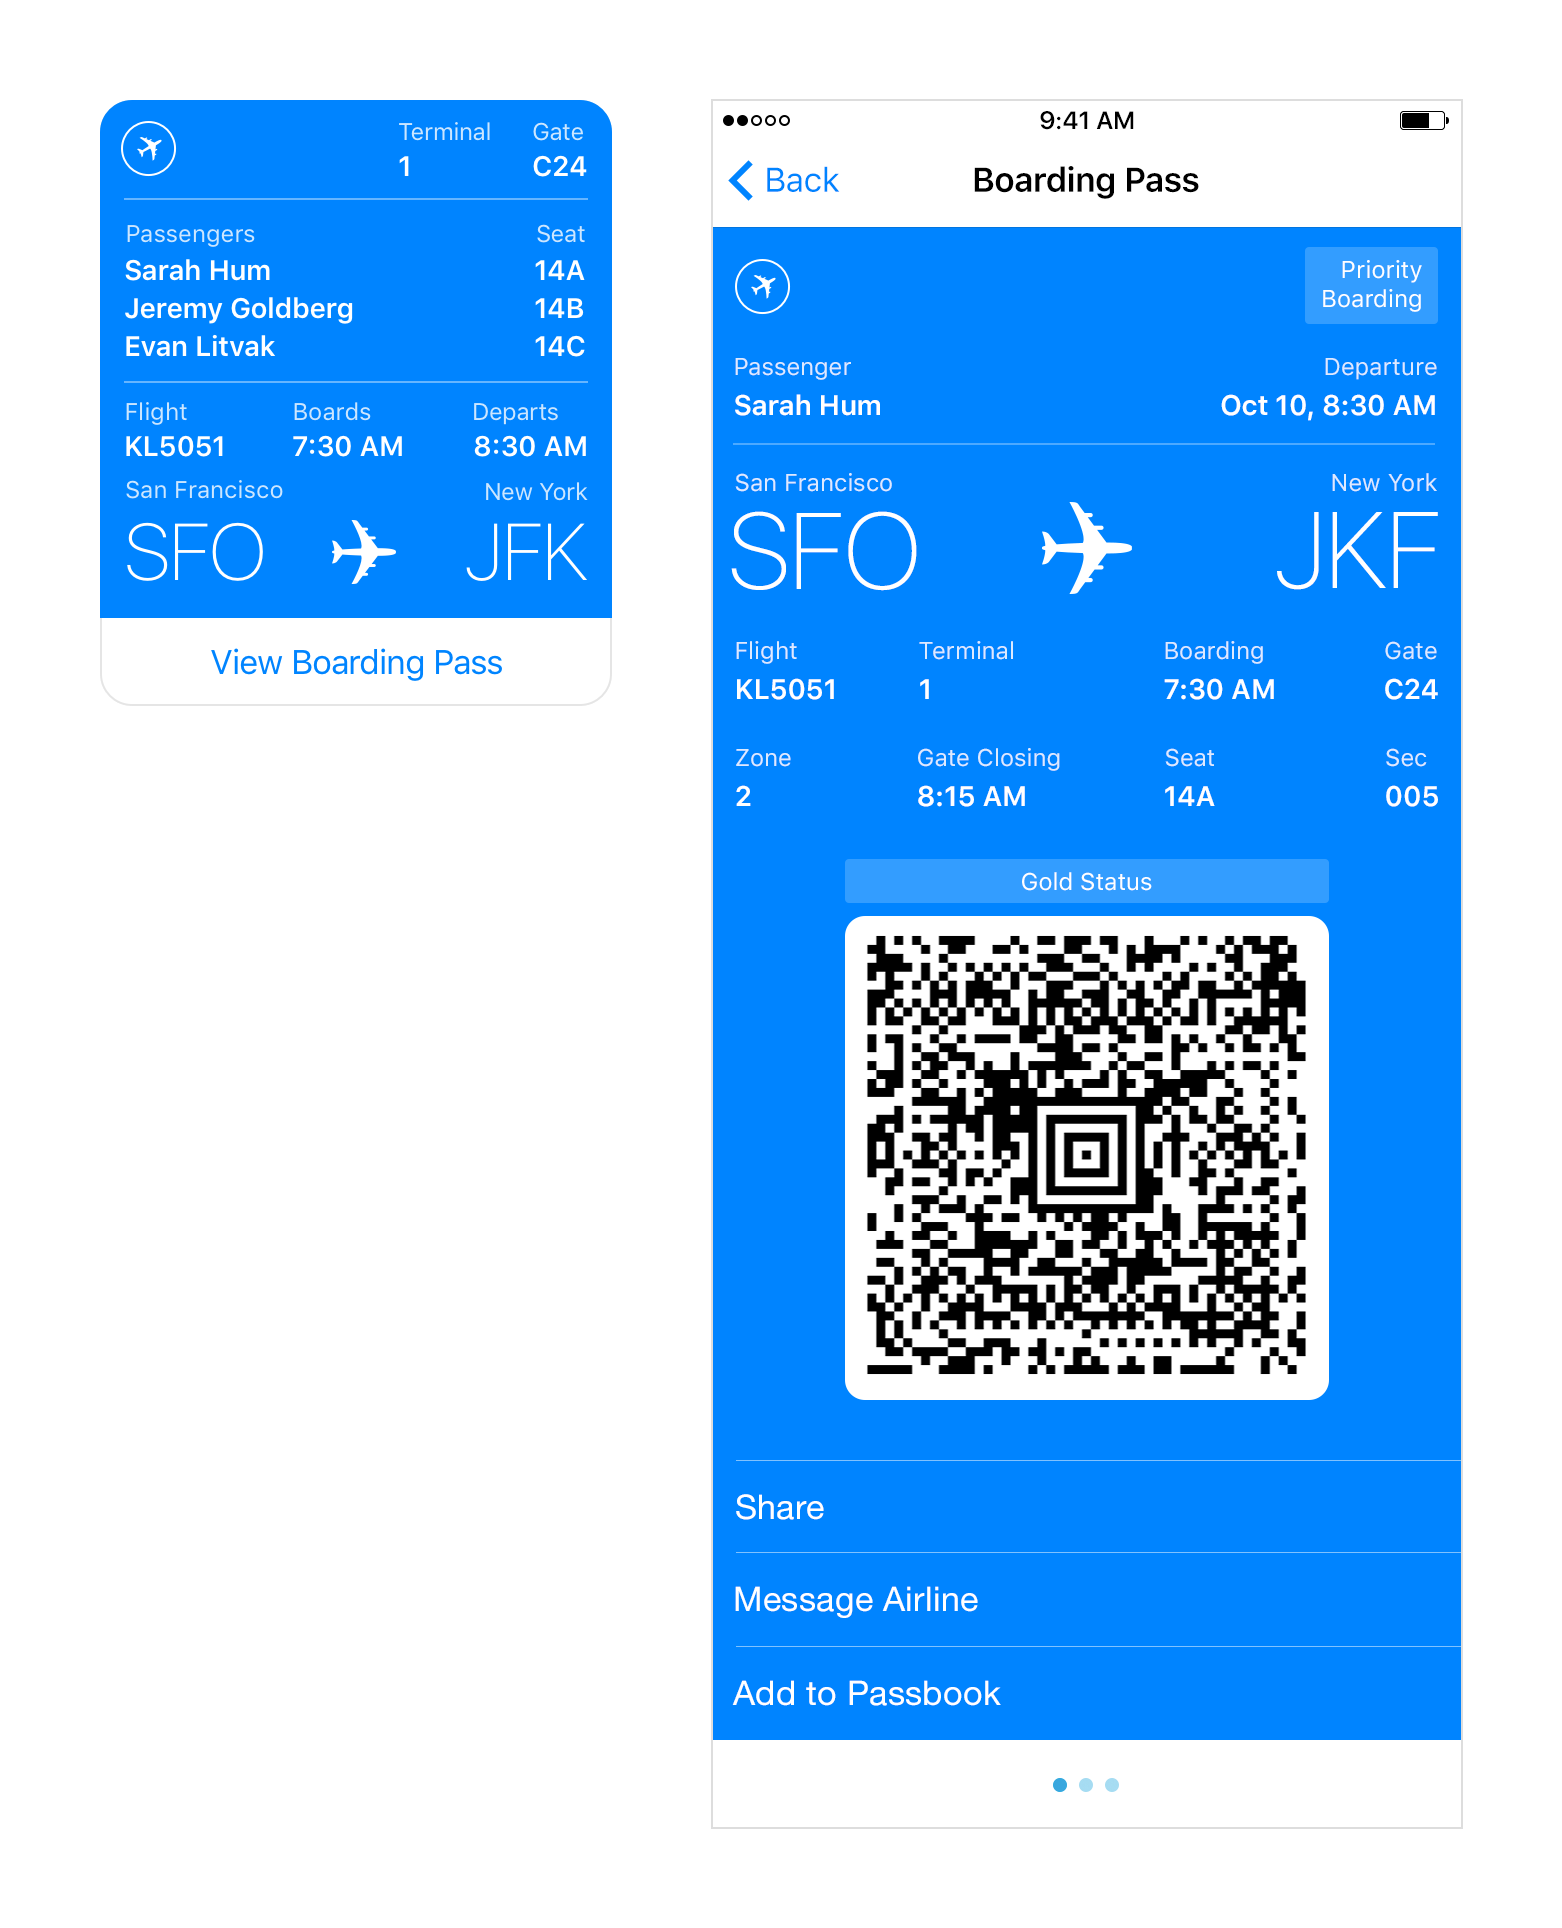 Terminal Gate
1 C24
Passengers Seat
Sarah Hum 14A
Jeremy Goldberg 14B
Evan Litvak 14C
Flight Boards Departs
KL5051 7:30 AM 8:30 AM
San Francisco New York
SFO JFK
View Boarding Pass
9:41 AM
Back Boarding Pass
Priority
Boarding
Passenger Departure
Sarah Hum Oct 10, 8:30 AM
San Francisco New York
SFO JKF
Flight Terminal Boarding Gate
KL5051 1 7:30 AM C24
Zone Gate Closing Seat Sec
2 8:15 AM 14A 005
Gold Status
Share
Message Airline
Add to Passbook